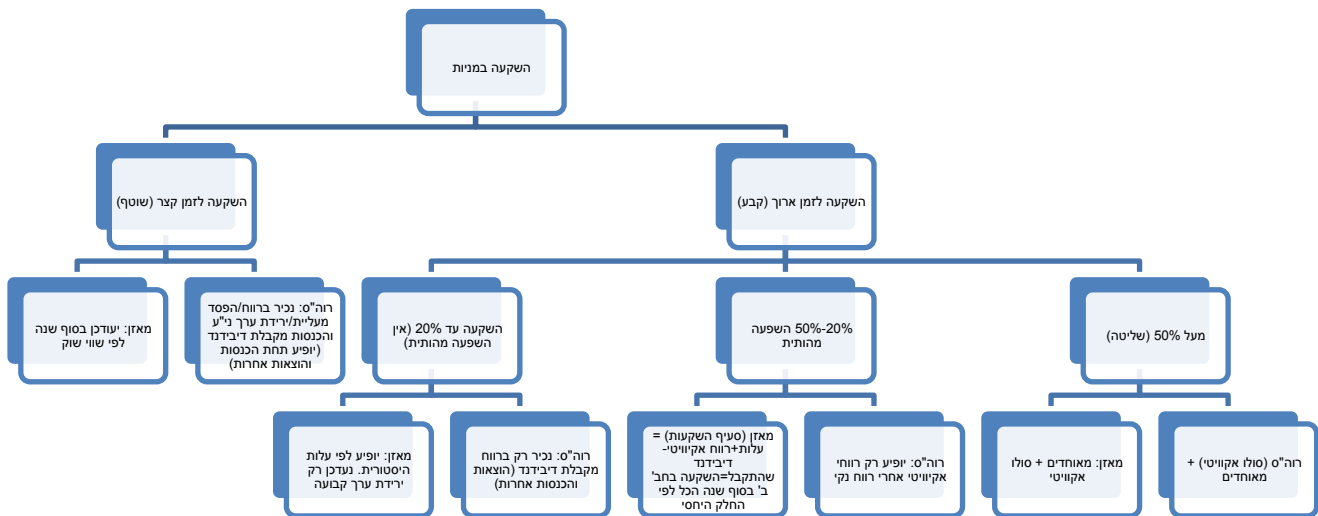 השקעה במניות
השקעה לזמן ארוך (קבע)
השקעה לזמן קצר (שוטף)
מעל 50% (שליטה)
20%-50% השפעה
מהותית
השקעה עד 20% (אין
השפעה מהותית)
רוה"ס: נכיר ברווח/הפסד
מעליית/ירידת ערך ני"ע
והכנסות מקבלת דיבידנד
(יופיע תחת הכנסות
והוצאות אחרות)
מאזן: יעודכן בסוף שנה
לפי שווי שוק
רוה"ס (סולו אקוויטי) +
מאוחדים
מאזן: מאוחדים + סולו
אקוויטי
רוה"ס: יופיע רק רווחי
אקיוויטי אחרי רווח נקי
מאזן (סעיף השקעות) =
עלות+רווח אקיוויטי-
דיבידנד
שהתקבל=השקעה בחב'
ב' בסוף שנה הכל לפי
החלק היחסי
רוה"ס: נכיר רק ברווח
מקבלת דיבידנד (הוצאות
והכנסות אחרות)
מאזן: יופיע לפי עלות
היסטורית. נעדכן רק
ירידת ערך קבועה